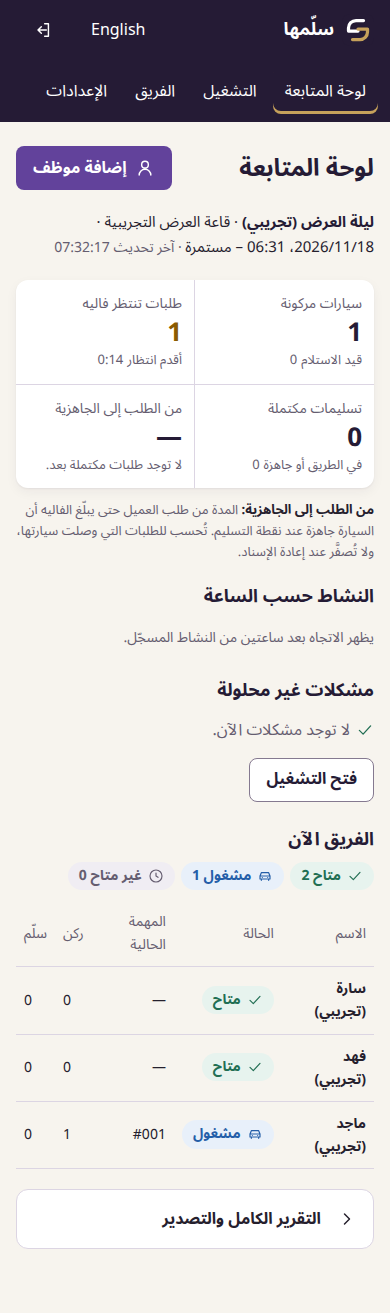 سلّمها
English
لوحة المتابعة
التشغيل
الفريق
الإعدادات
لوحة المتابعة
إضافة موظف
ليلة العرض (تجريبي) · قاعة العرض التجريبية ·
2026/11/18، 06:31 – مستمرة · آخر تحديث 07:32:17
سيارات مركونة
1
قيد الاستلام 0
طلبات تنتظر فاليه
1
أقدم انتظار 0:14
تسليمات مكتملة
0
في الطريق أو جاهزة 0
من الطلب إلى الجاهزية
—
لا توجد طلبات مكتملة بعد.
من الطلب إلى الجاهزية: المدة من طلب العميل حتى يبلّغ الفاليه أن
السيارة جاهزة عند نقطة التسليم. تُحسب للطلبات التي وصلت سيارتها،
ولا تُصفَّر عند إعادة الإسناد.
النشاط حسب الساعة
يظهر الاتجاه بعد ساعتين من النشاط المسجّل.
مشكلات غير محلولة
لا توجد مشكلات الآن.
فتح التشغيل
الفريق الآن
متاح 2
مشغول 1
غير متاح 0
الاسم الحالة المهمة الحالية ركن سلّم
سارة (تجريبي) متاح — 0 0
فهد (تجريبي) متاح — 0 0
ماجد (تجريبي) مشغول #001 1 0
التقرير الكامل والتصدير